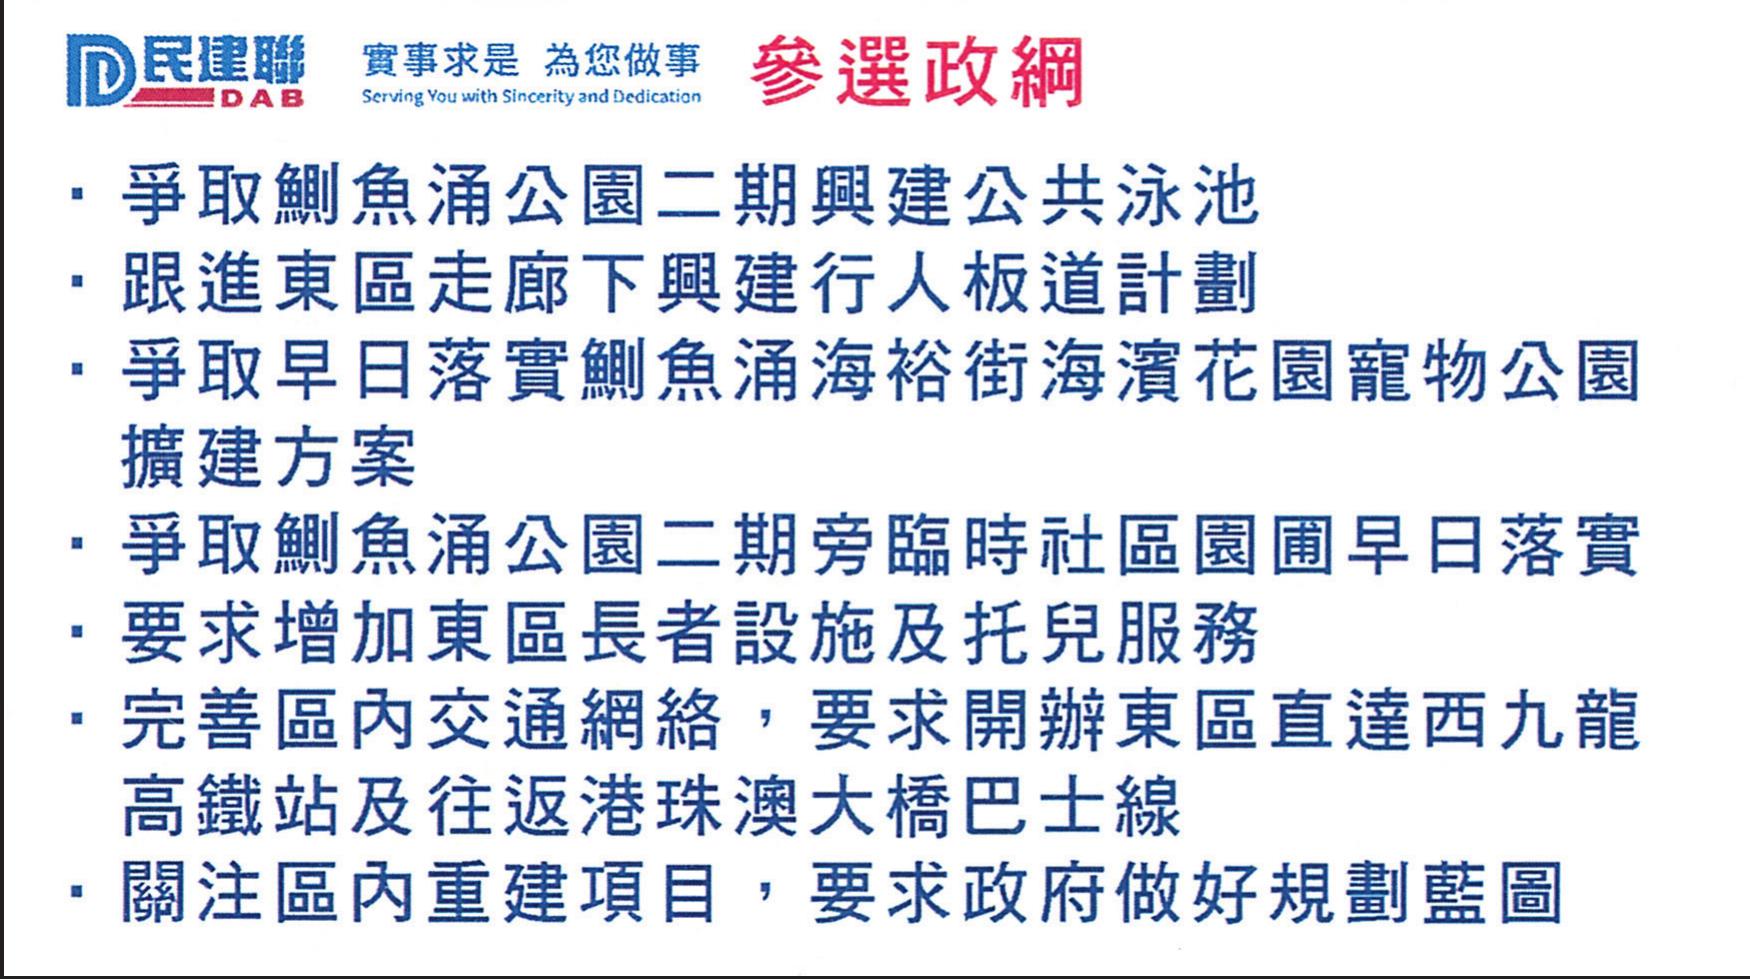 民建聯
DAB
實事求是 為您做事
Serving You with Sincerity and Dedication
參選政綱
· 爭取鰂魚涌公園二期興建公共泳池
· 跟進東區走廊下興建行人板道計劃
· 爭取早日落實鰂魚涌海裕街海濱花園寵物公園
擴建方案
· 爭取鰂魚涌公園二期旁臨時社區園圃早日落實
· 要求增加東區長者設施及托兒服務
· 完善區內交通網絡，要求開辦東區直達西九龍
高鐵站及往返港珠澳大橋巴士線
· 關注區內重建項目，要求政府做好規劃藍圖